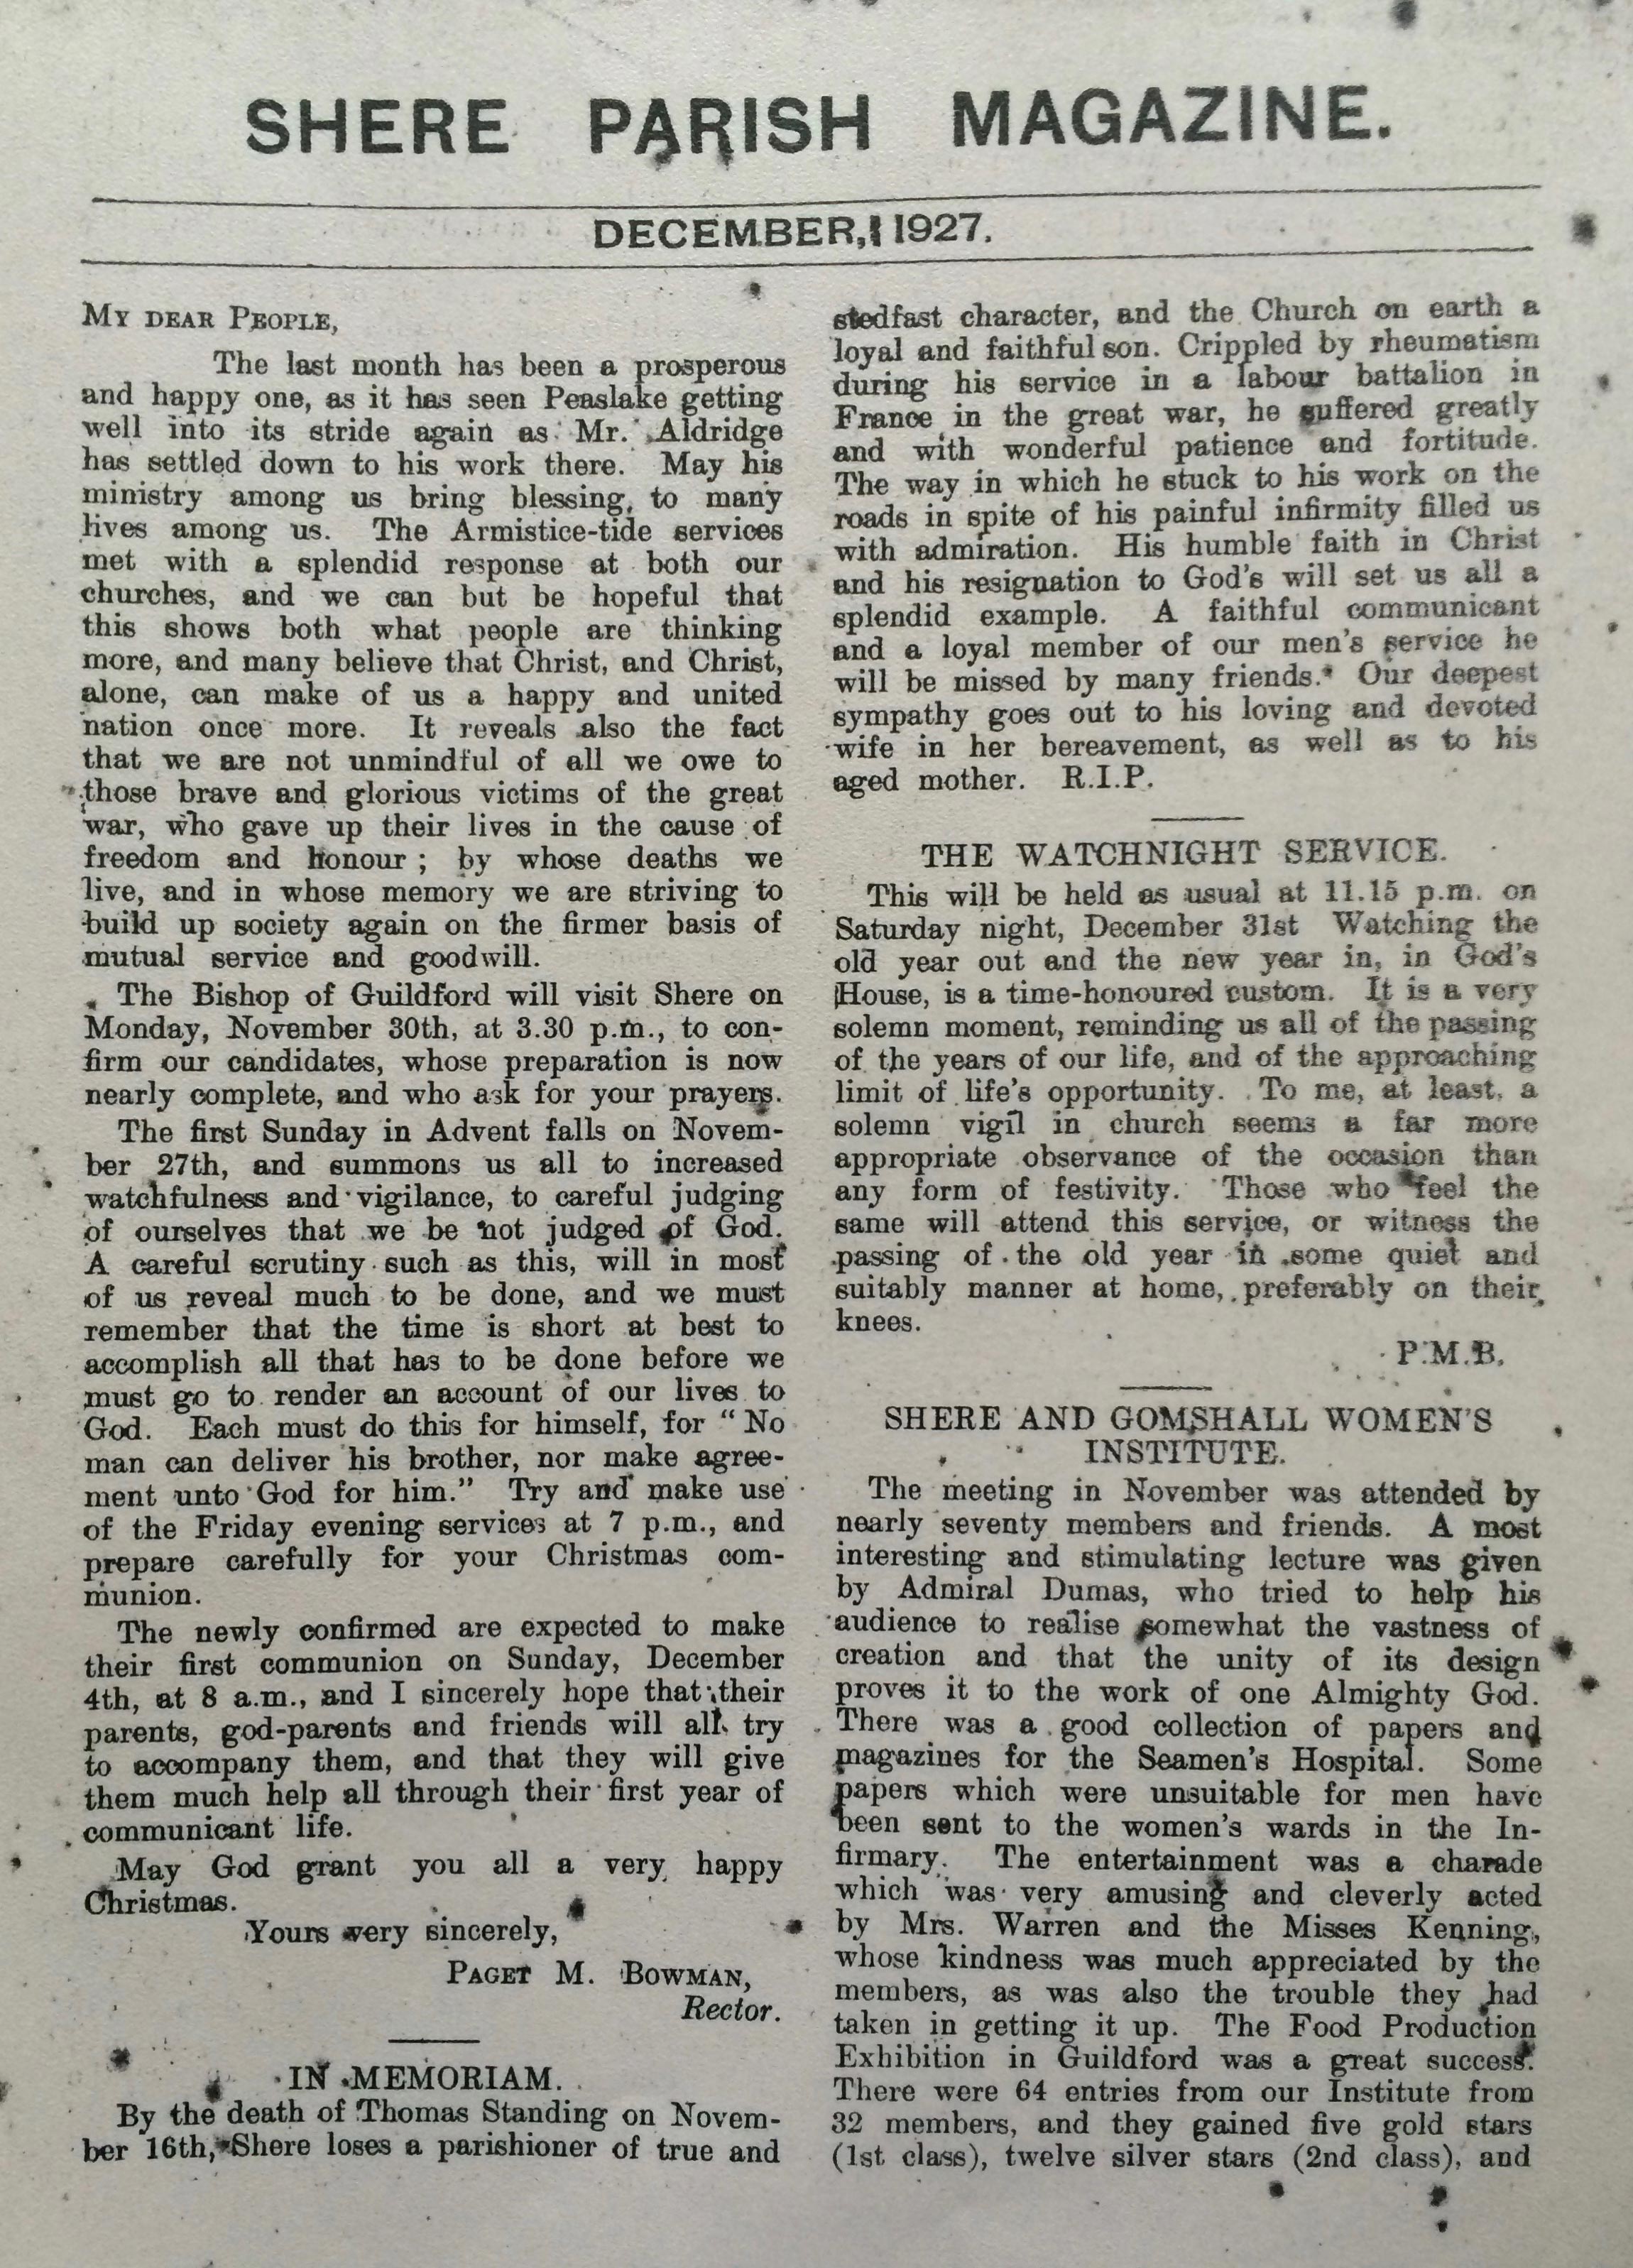 SHERE PARISH MAGAZINE.
DECEMBER, 1927.
MY DEAR PEOPLE,
The last month has been a prosperous
and happy one, as it has seen Peaslake getting
well into its stride again as Mr. Aldridge
has settled down to his work there. May his
ministry among us bring blessing, to many
lives among us. The Armistice-tide services
met with a splendid response at both our
churches, and we can but be hopeful that
this shows both what people are thinking
more, and many believe that Christ, and Christ,
alone, can make of us a happy and united
nation once more. It reveals also the fact
that we are not unmindful of all we owe to
those brave and glorious victims of the great
war, who gave up their lives in the cause of
freedom and honour ; by whose deaths we
live, and in whose memory we are striving to
build up society again on the firmer basis of
mutual service and goodwill.
The Bishop of Guildford will visit Shere on
Monday, November 30th, at 3.30 p.m., to con-
firm our candidates, whose preparation is now
nearly complete, and who ask for your prayers.
The first Sunday in Advent falls on Novem-
ber 27th, and summons us all to increased
watchfulness and vigilance, to careful judging
of ourselves that we be not judged of God.
A careful scrutiny such as this, will in most
of us reveal much to be done, and we must
remember that the time is short at best to
accomplish all that has to be done before we
must go to render an account of our lives to
God. Each must do this for himself, for “ No
man can deliver his brother, nor make agree-
ment unto God for him.” Try and make use
of the Friday evening services at 7 p.m., and
prepare carefully for your Christmas com-
munion.
The newly confirmed are expected to make
their first communion on Sunday, December
4th, at 8 a.m., and I sincerely hope that their
parents, god-parents and friends will all try
to accompany them, and that they will give
them much help all through their first year of
communicant life.
May God grant you all a very happy
Christmas.
Yours very sincerely,
PAGET M. BOWMAN,
Rector.
IN MEMORIAM.
By the death of Thomas Standing on Novem-
ber 16th, Shere loses a parishioner of true and
stedfast character, and the Church on earth a
loyal and faithful son. Crippled by rheumatism
during his service in a labour battalion in
France in the great war, he suffered greatly
and with wonderful patience and fortitude.
The way in which he stuck to his work on the
roads in spite of his painful infirmity filled us
with admiration. His humble faith in Christ
and his resignation to God's will set us all a
splendid example. A faithful communicant
and a loyal member of our men's service he
will be missed by many friends. Our deepest
sympathy goes out to his loving and devoted
wife in her bereavement, as well as to his
aged mother. R.I.P.
THE WATCHNIGHT SERVICE.
This will be held as usual at 11.15 p.m. on
Saturday night, December 31st Watching the
old year out and the new year in, in God's
House, is a time-honoured custom. It is a very
solemn moment, reminding us all of the passing
of the years of our life, and of the approaching
limit of life's opportunity. To me, at least, a
solemn vigil in church seems a far more
appropriate observance of the occasion than
any form of festivity. Those who feel the
same will attend this service, or witness the
passing of the old year in some quiet and
suitably manner at home, preferably on their
knees.
P.M.B.
SHERE AND GOMSHALL WOMEN'S
INSTITUTE.
The meeting in November was attended by
nearly seventy members and friends. A most
interesting and stimulating lecture was given
by Admiral Dumas, who tried to help his
audience to realise somewhat the vastness of
creation and that the unity of its design
proves it to the work of one Almighty God.
There was a good collection of papers and
magazines for the Seamen's Hospital. Some
papers which were unsuitable for men have
been sent to the women's wards in the In-
firmary. The entertainment was a charade
which was very amusing and cleverly acted
by Mrs. Warren and the Misses Kenning,
whose kindness was much appreciated by the
members, as was also the trouble they had
taken in getting it up. The Food Production
Exhibition in Guildford was a great success.
There were 64 entries from our Institute from
32 members, and they gained five gold stars
(1st class), twelve silver stars (2nd class), and